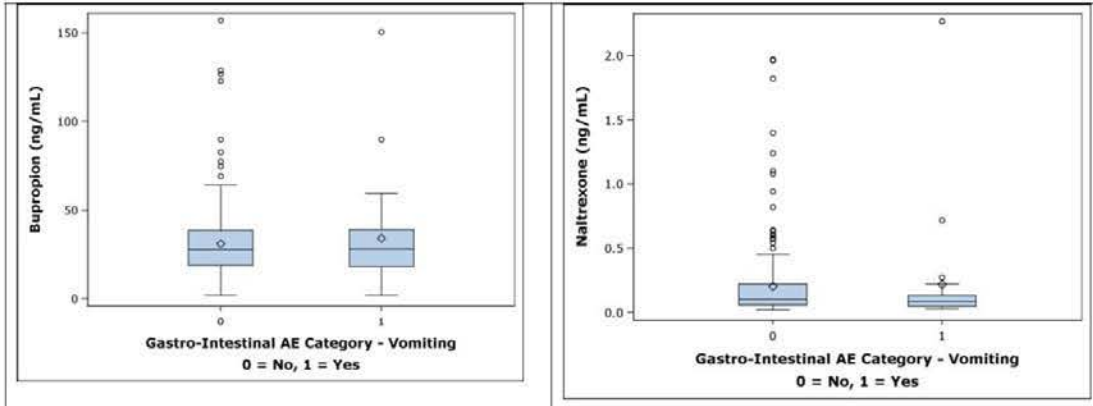 Bupropion (ng/mL)
150
100
50
0
0
1
Gastro-Intestinal AE Category - Vomiting
0 = No, 1 = Yes
Naltrexone (ng/mL)
2.0
1.5
1.0
0.5
0.0
0
1
Gastro-Intestinal AE Category - Vomiting
0 = No, 1 = Yes